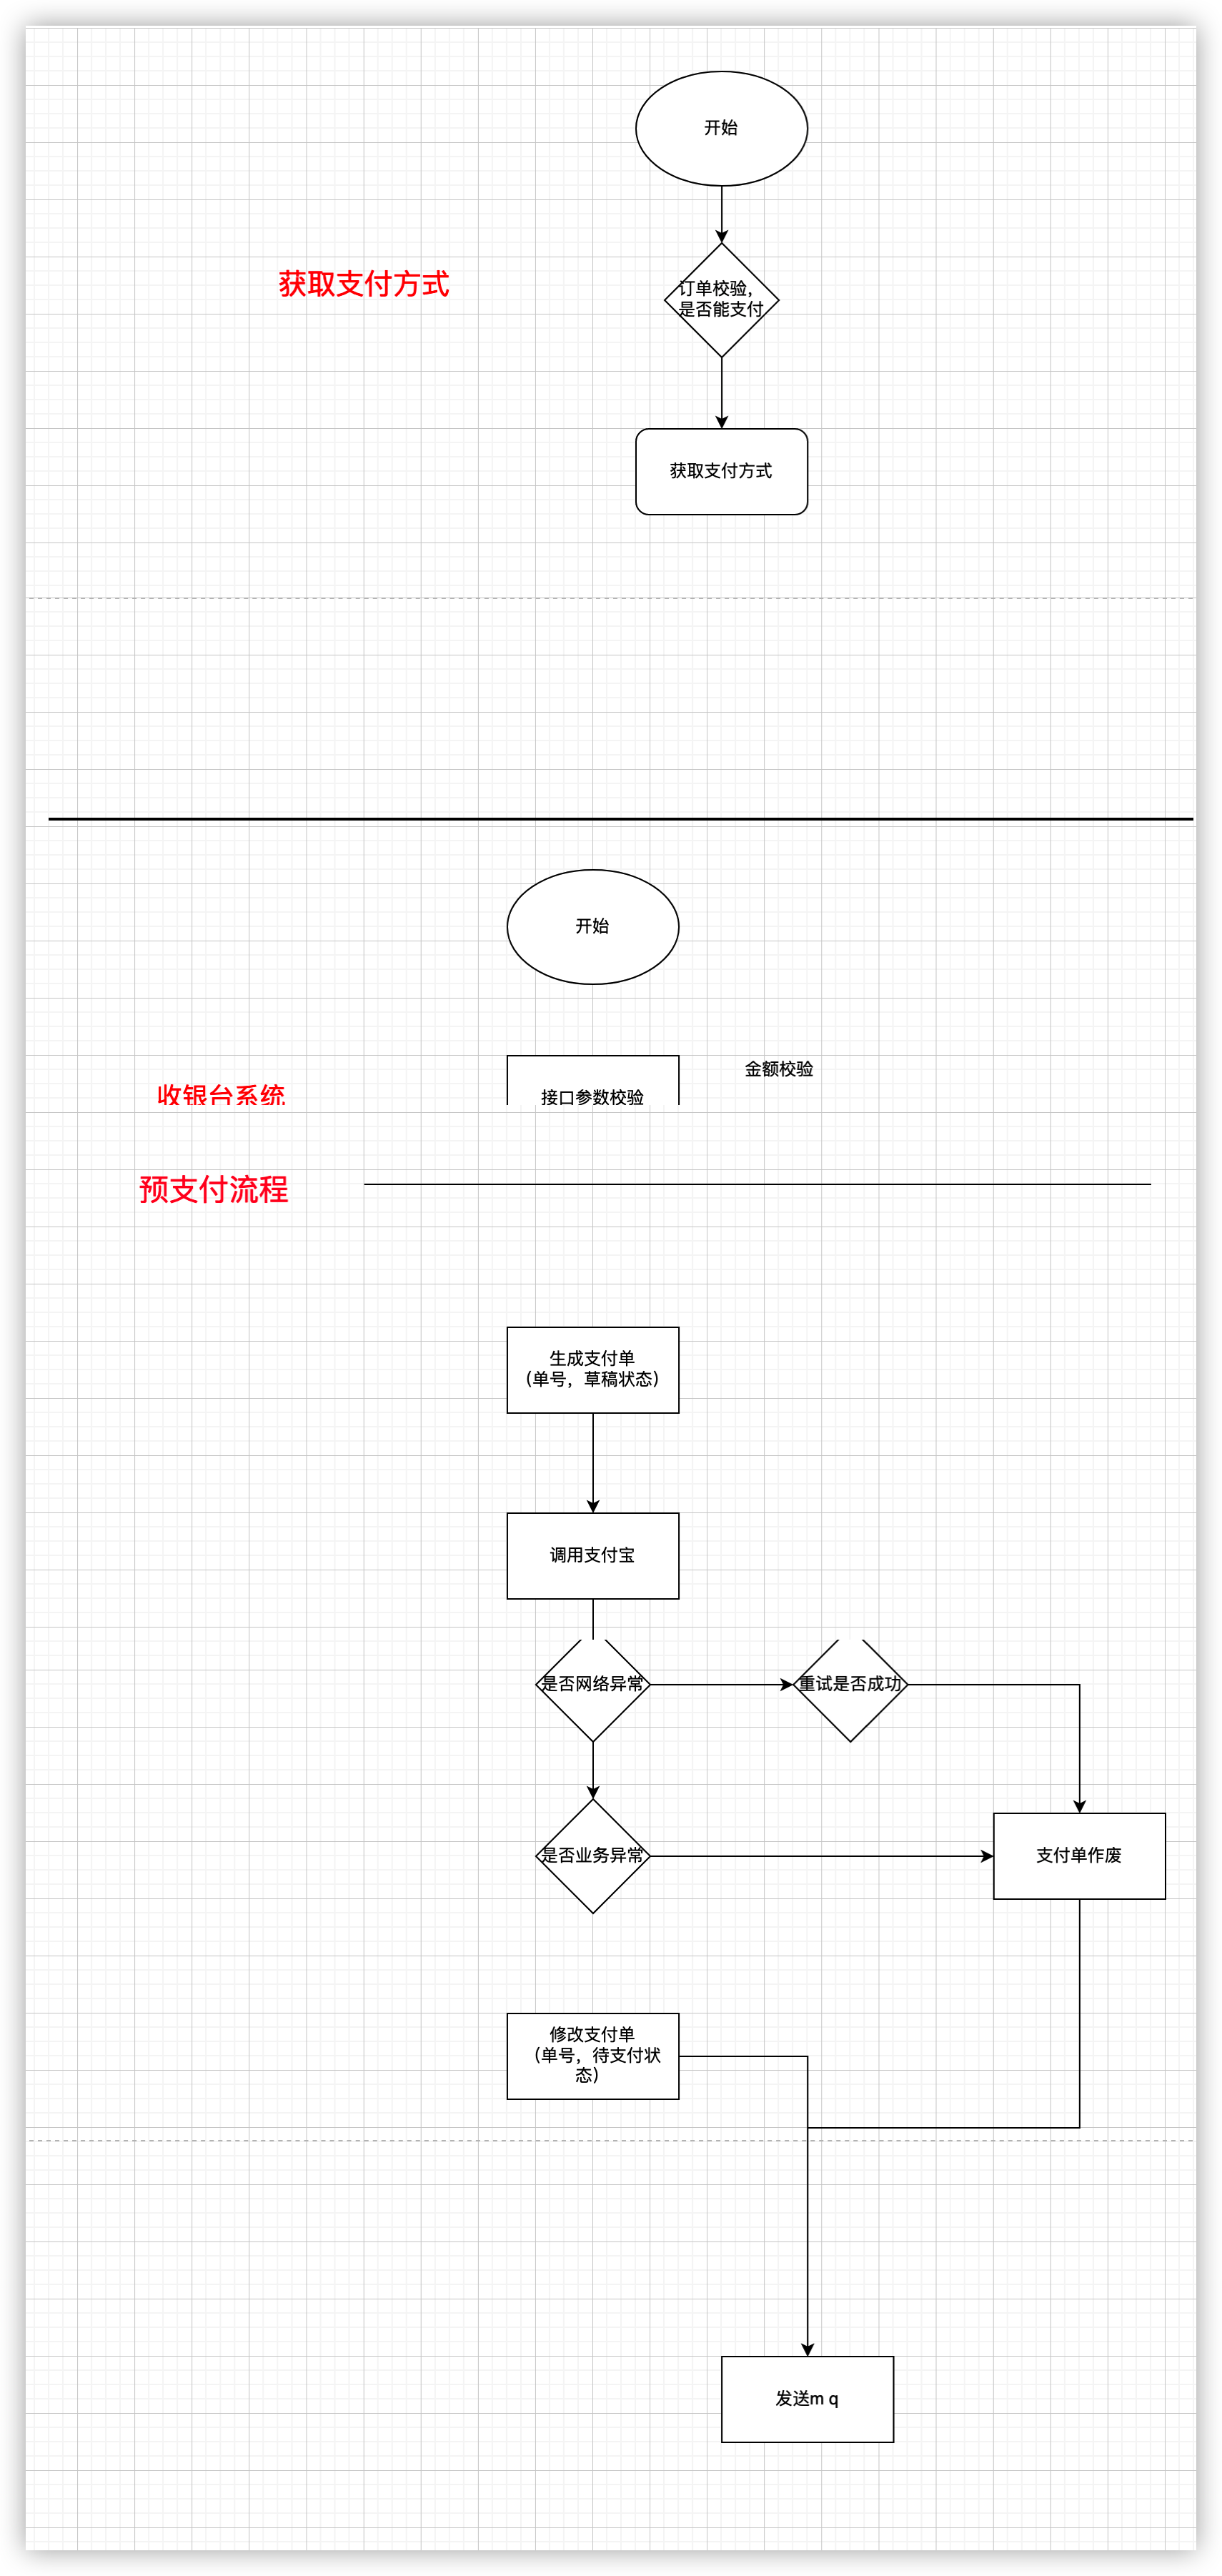 开始
获取支付方式
订单校验，
是否能支付
获取支付方式
开始
金额校验
收银台系统
接口参数校验
预支付流程
生成支付单
（单号，草稿状态）
调用支付宝
是否网络异常
重试是否成功
是否业务异常
支付单作废
修改支付单
（单号，待支付状
态）
发送m q